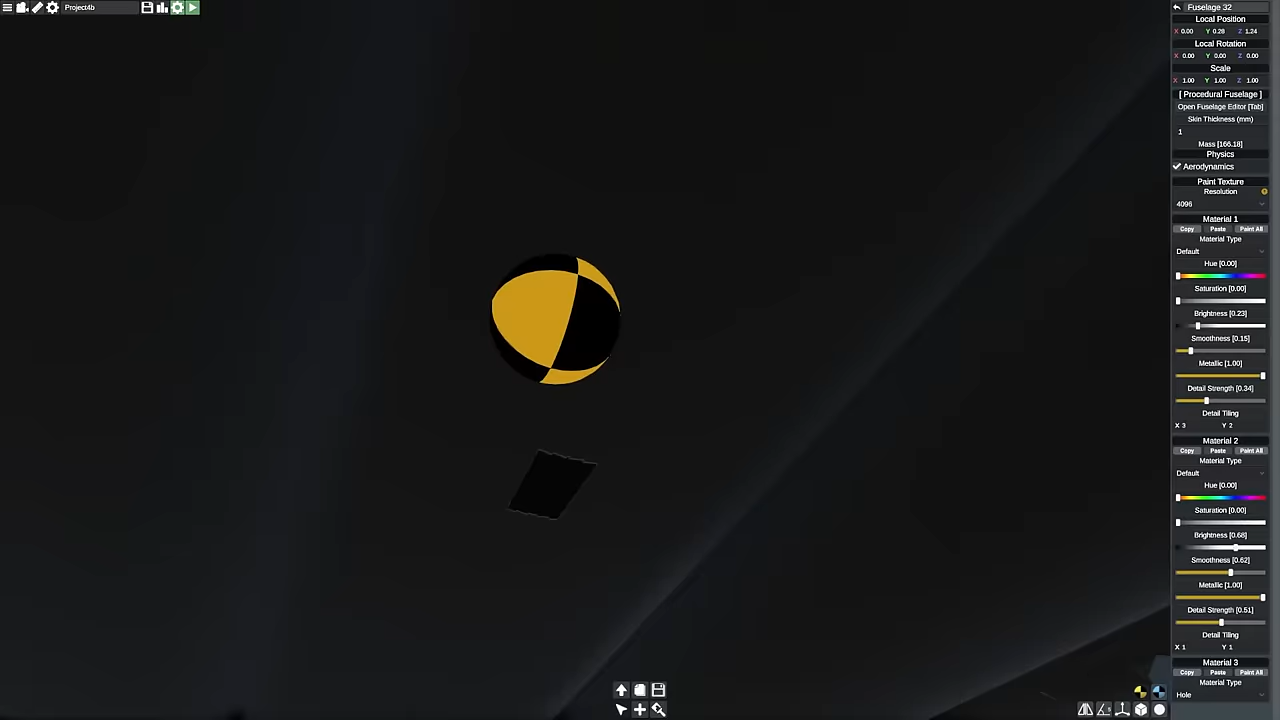 Project4b
Fuselage 32
Local Position
X 0.00 Y 0.28 Z 1.24
Local Rotation
X 0.00 Y 0.00 Z 0.00
Scale
X 1.00 Y 1.00 Z 1.00
[ Procedural Fuselage ]
Open Fuselage Editor [Tab]
Skin Thickness (mm)
1
Mass [166.18]
Physics
Aerodynamics
Paint Texture
Resolution
4096
Material 1
Copy Paste Paint All
Material Type
Default
Hue [0.00]
Saturation [0.00]
Brightness [0.23]
Smoothness [0.15]
Metallic [1.00]
Detail Strength [0.34]
Detail Tiling
X 3 Y 2
Material 2
Copy Paste Paint All
Material Type
Default
Hue [0.00]
Saturation [0.00]
Brightness [0.68]
Smoothness [0.62]
Metallic [1.00]
Detail Strength [0.51]
Detail Tiling
X 1 Y 1
Material 3
Copy Paste Paint All
Material Type
Hole